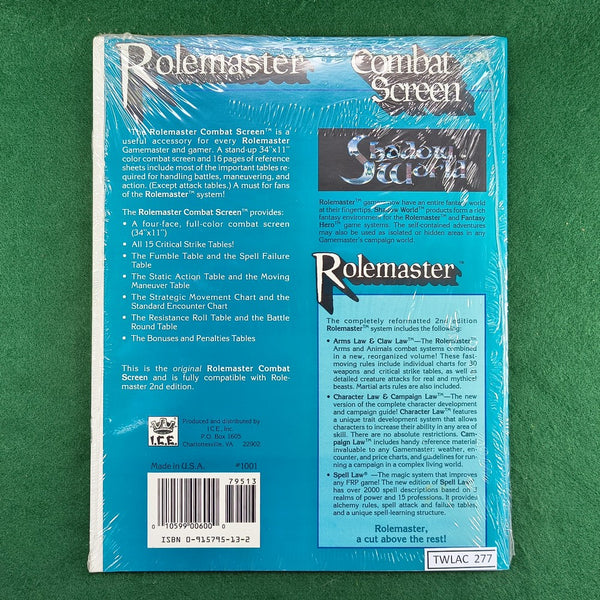 Rolemaster™ Combat Screen
"The Rolemaster Combat Screen™ is a
useful accessory for every Rolemaster
Gamemaster and gamer. A stand-up 34"x11"
color combat screen and 16 pages of reference
sheets include most of the important tables re-
quired for handling battles, maneuvering, and
action. (Except attack tables.) A must for fans
of the Rolemaster™ system!
The Rolemaster Combat Screen™ provides:
• A four-face, full-color combat screen
(34"x11")
• All 15 Critical Strike Tables!
• The Fumble Table and the Spell Failure
Table
• The Static Action Table and the Moving
Maneuver Table
• The Strategic Movement Chart and the
Standard Encounter Chart
• The Resistance Roll Table and the Battle
Round Table
• The Bonuses and Penalties Tables
This is the original Rolemaster Combat
Screen and is fully compatible with Role-
master 2nd edition.
I.C.E.
Produced and distributed by
I.C.E., Inc.
P.O. Box 1605
Charlottesville, VA 22902
Made in U.S.A. #1001
79513
0 10599 00600 0
ISBN 0-915795-13-2
Shadow World
Rolemaster™ gamers now have an entire fantasy world
at their fingertips. Shadow World™ products form a rich
fantasy environment for the Rolemaster™ and Fantasy
Hero™ game systems. The self-contained adventures
may also be used as isolated or hidden areas in any
Gamemaster's campaign world.
Rolemaster™
The completely reformatted 2nd edition
Rolemaster™ system includes the following:
• Arms Law & Claw Law™—The Rolemaster™
Arms and Animals combat systems combined
in a new, reorganized volume! These fast-
moving rules include individual charts for 30
weapons and critical strike tables, as well as
detailed creature attacks for real and mythical
beasts. Martial arts rules are also included.
• Character Law & Campaign Law™—The new
version of the complete character development
and campaign guide! Character Law™ features
a unique trait development system that allows
characters to increase their ability in any area of
skill. There are no absolute restrictions. Cam-
paign Law™ includes handy reference material
invaluable to any Gamemaster: weather, en-
counter, and price charts, and guidelines for run-
ning a campaign in a complex living world.
• Spell Law®—The magic system that improves
any FRP game! The new edition of Spell Law®
has over 2000 spell descriptions based on 3
realms of power and 15 professions. It provides
alchemy rules, spell attack and failure tables,
and a unique spell-learning structure.
Rolemaster,
a cut above the rest!
TWLAC 277